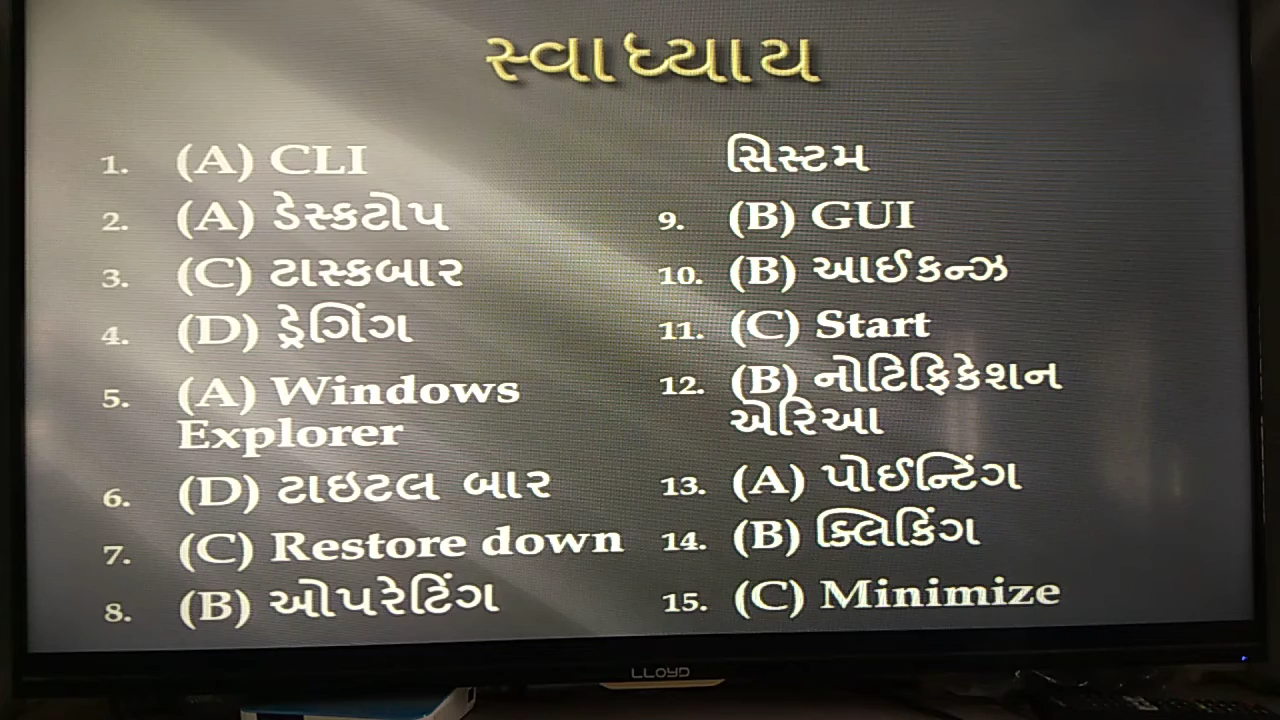 સ્વાધ્યાય
1. (A) CLI
2. (A) ડેસ્કટોપ
3. (C) ટાસ્કબાર
4. (D) ડ્રેગિંગ
5. (A) Windows
Explorer
6. (D) ટાઇટલ બાર
7. (C) Restore down
8. (B) ઓપરેટિંગ
સિસ્ટમ
9. (B) GUI
10. (B) આઈકન્ઝ
11. (C) Start
12. (B) નોટિફિકેશન
એરિઆ
13. (A) પોઈન્ટિંગ
14. (B) ક્લિકિંગ
15. (C) Minimize
LLOYD